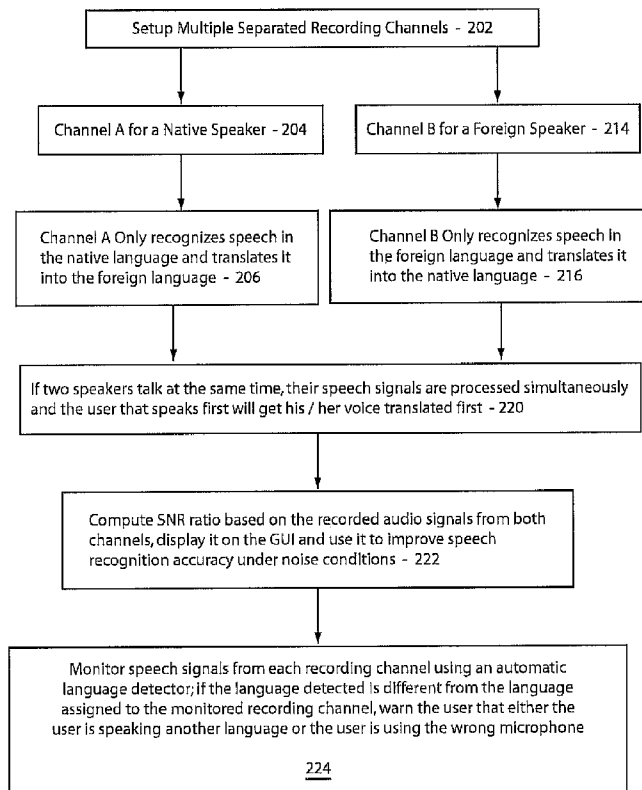 Setup Multiple Separated Recording Channels - 202
Channel A for a Native Speaker - 204
Channel B for a Foreign Speaker - 214
Channel A Only recognizes speech in
the native language and translates it
into the foreign language - 206
Channel B Only recognizes speech in
the foreign language and translates it
into the native language - 216
If two speakers talk at the same time, their speech signals are processed simultaneously
and the user that speaks first will get his / her voice translated first - 220
Compute SNR ratio based on the recorded audio signals from both
channels, display it on the GUI and use it to improve speech
recognition accuracy under noise conditions - 222
Monitor speech signals from each recording channel using an automatic
language detector; if the language detected is different from the language
assigned to the monitored recording channel, warn the user that either the
user is speaking another language or the user is using the wrong microphone
224